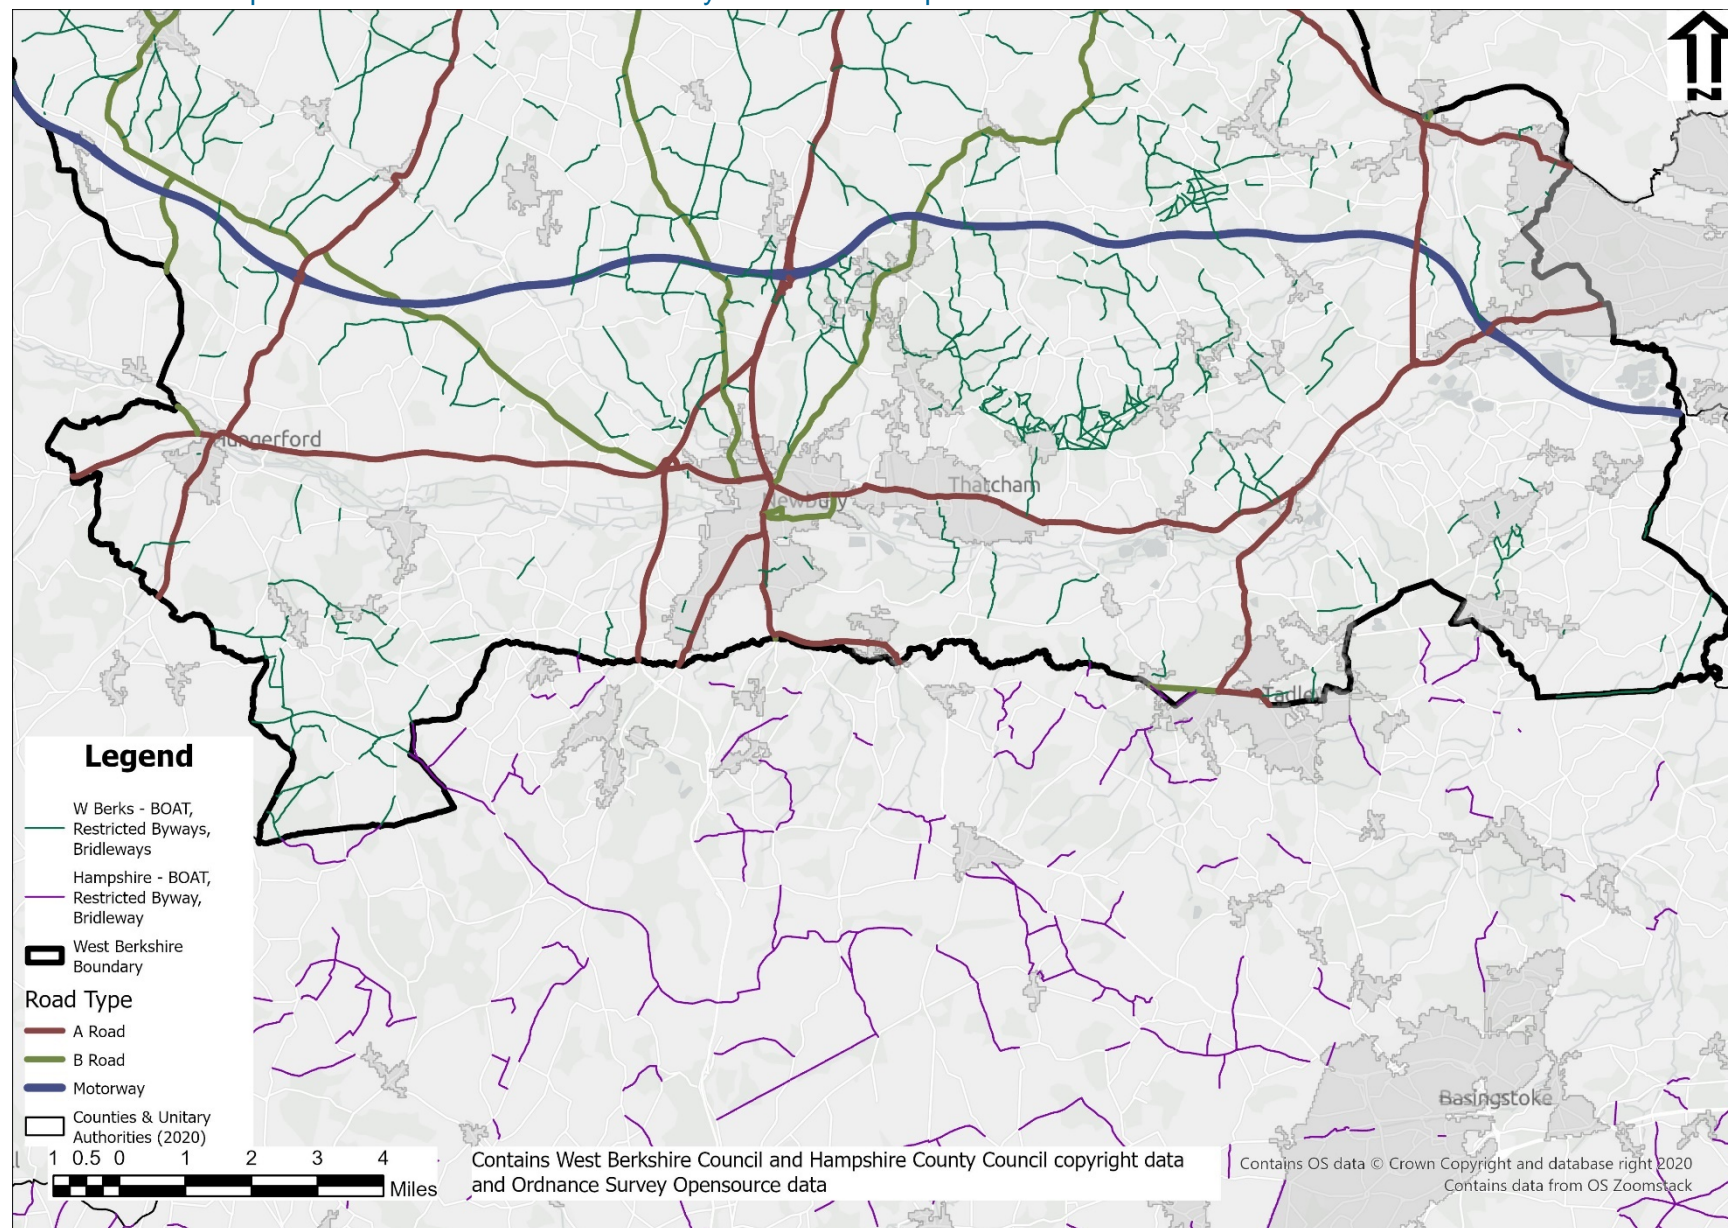 N
Hungerford
Newbury
Thatcham
Tadley
Legend
W Berks - BOAT,
Restricted Byways,
Bridleways
Hampshire - BOAT,
Restricted Byway,
Bridleway
West Berkshire
Boundary
Road Type
A Road
B Road
Motorway
Counties & Unitary
Authorities (2020)
Basingstoke
1 0.5 0 1 2 3 4
Miles
Contains West Berkshire Council and Hampshire County Council copyright data
and Ordnance Survey Opensource data
Contains OS data © Crown Copyright and database right 2020
Contains data from OS Zoomstack